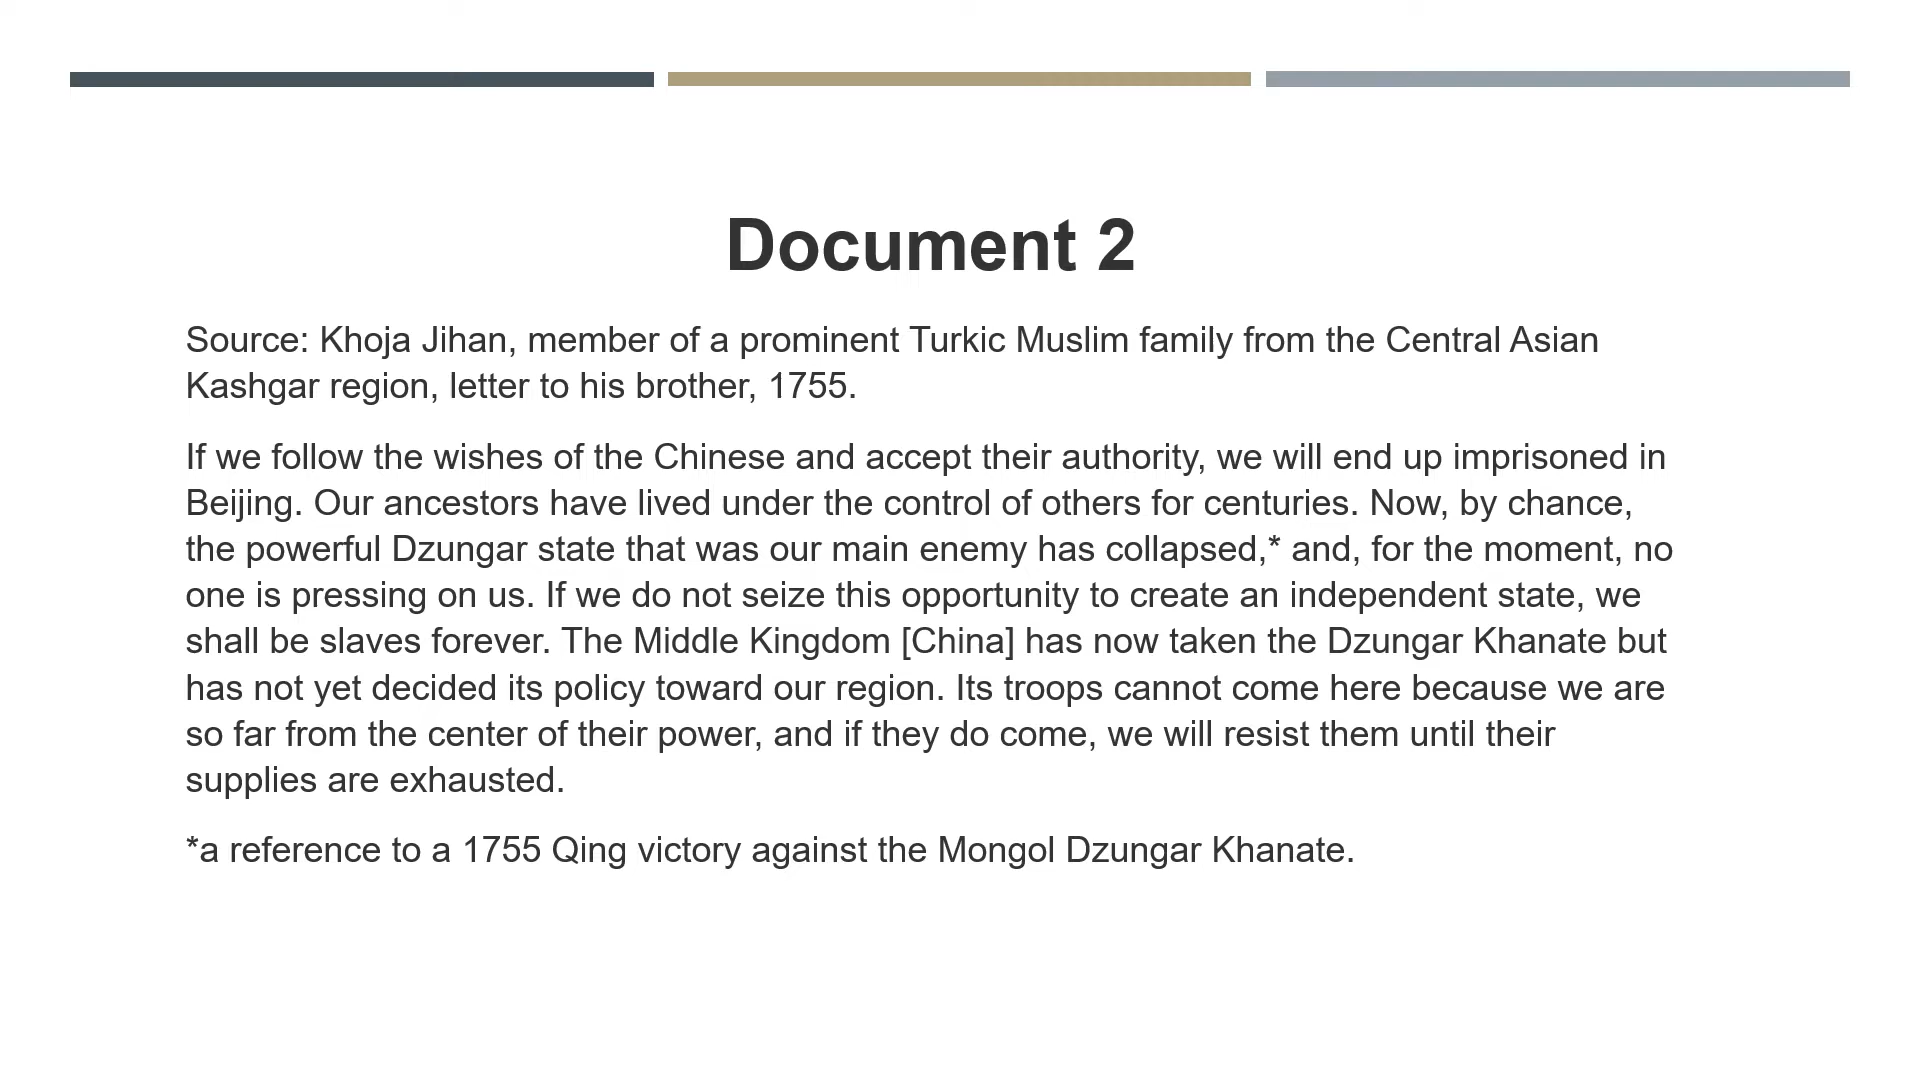 Document 2
Source: Khoja Jihan, member of a prominent Turkic Muslim family from the Central Asian
Kashgar region, letter to his brother, 1755.
If we follow the wishes of the Chinese and accept their authority, we will end up imprisoned in
Beijing. Our ancestors have lived under the control of others for centuries. Now, by chance,
the powerful Dzungar state that was our main enemy has collapsed,* and, for the moment, no
one is pressing on us. If we do not seize this opportunity to create an independent state, we
shall be slaves forever. The Middle Kingdom [China] has now taken the Dzungar Khanate but
has not yet decided its policy toward our region. Its troops cannot come here because we are
so far from the center of their power, and if they do come, we will resist them until their
supplies are exhausted.
*a reference to a 1755 Qing victory against the Mongol Dzungar Khanate.